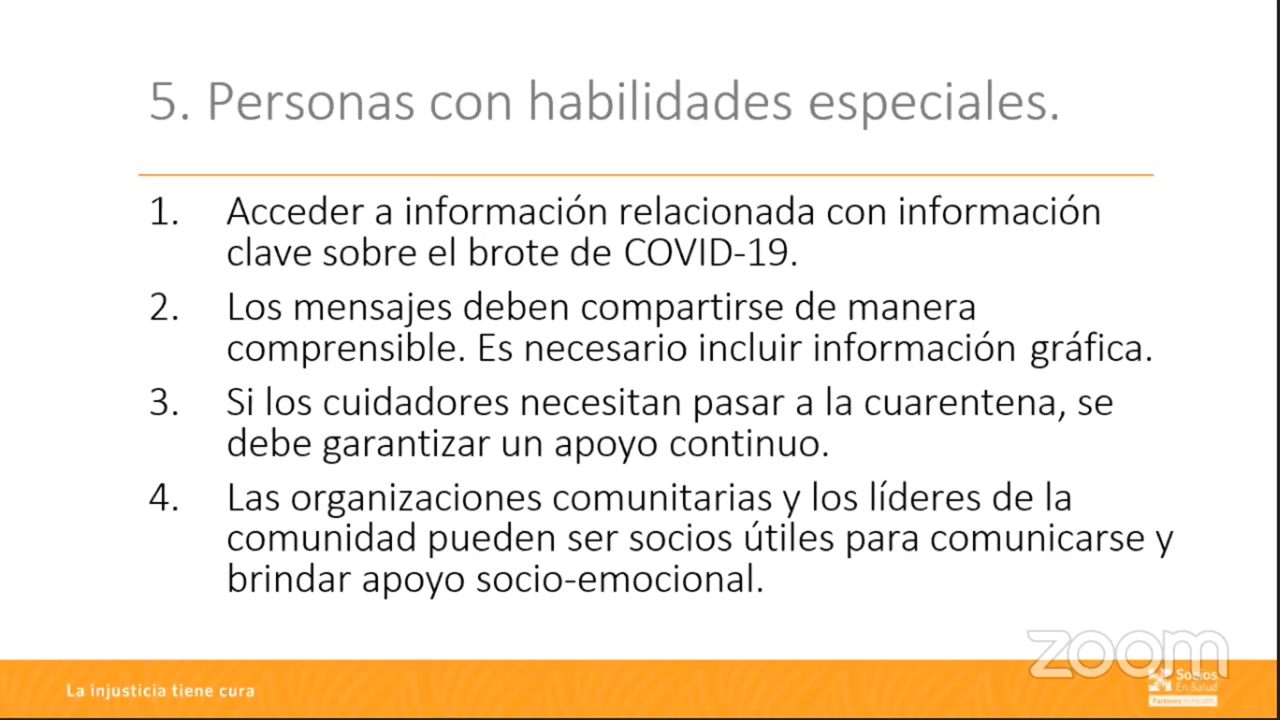 5. Personas con habilidades especiales.
1. Acceder a información relacionada con información
clave sobre el brote de COVID-19.
2. Los mensajes deben compartirse de manera
comprensible. Es necesario incluir información gráfica.
3. Si los cuidadores necesitan pasar a la cuarentena, se
debe garantizar un apoyo continuo.
4. Las organizaciones comunitarias y los líderes de la
comunidad pueden ser socios útiles para comunicarse y
brindar apoyo socio-emocional.
zoom
La injusticia tiene cura
Socios
En Salud
Partners In Health